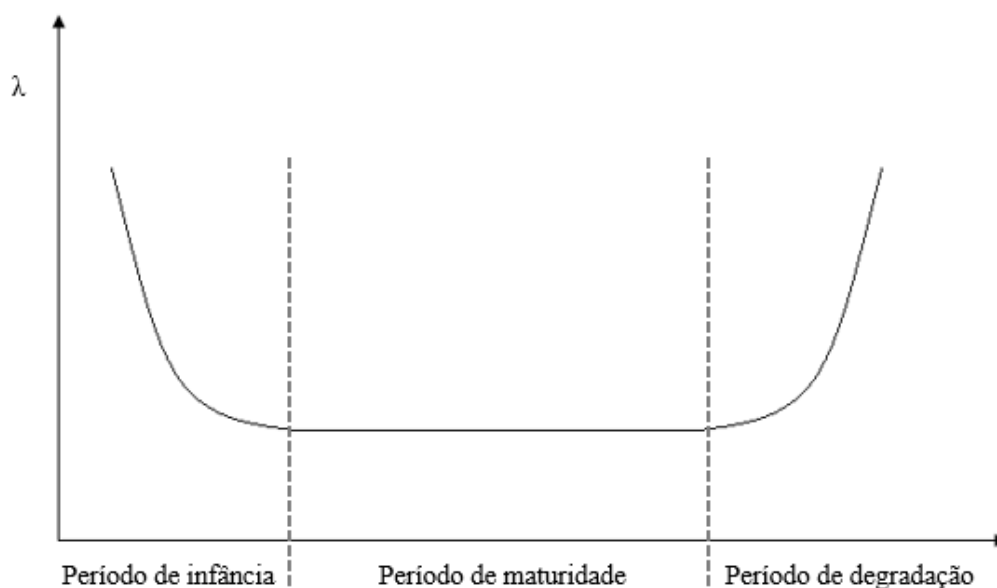 λ
Período de infância
Período de maturidade
Período de degradação